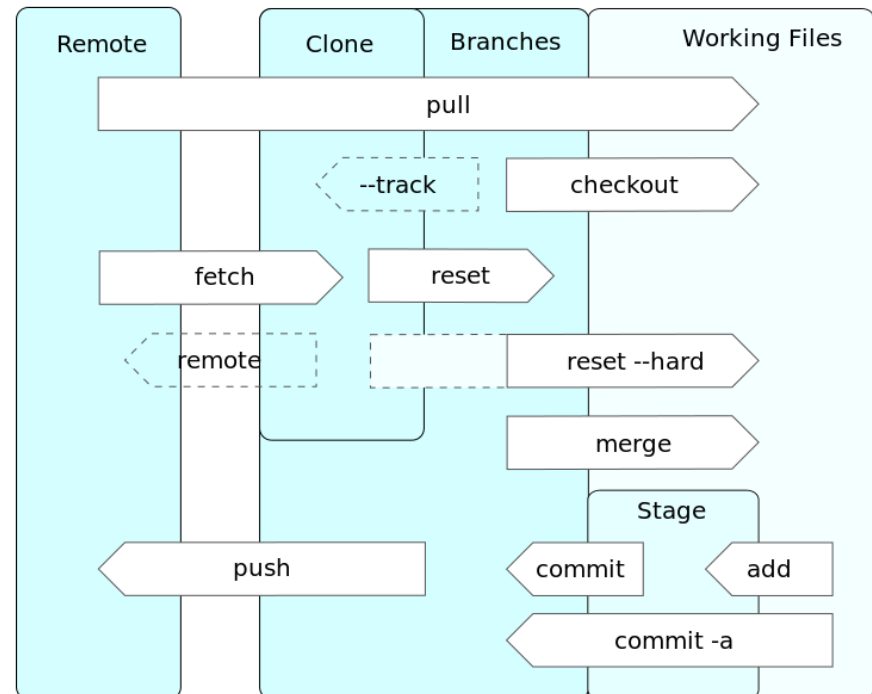 Remote
Clone
Branches
Working Files
pull
--track
checkout
fetch
reset
remote
reset --hard
merge
Stage
push
commit
add
commit -a